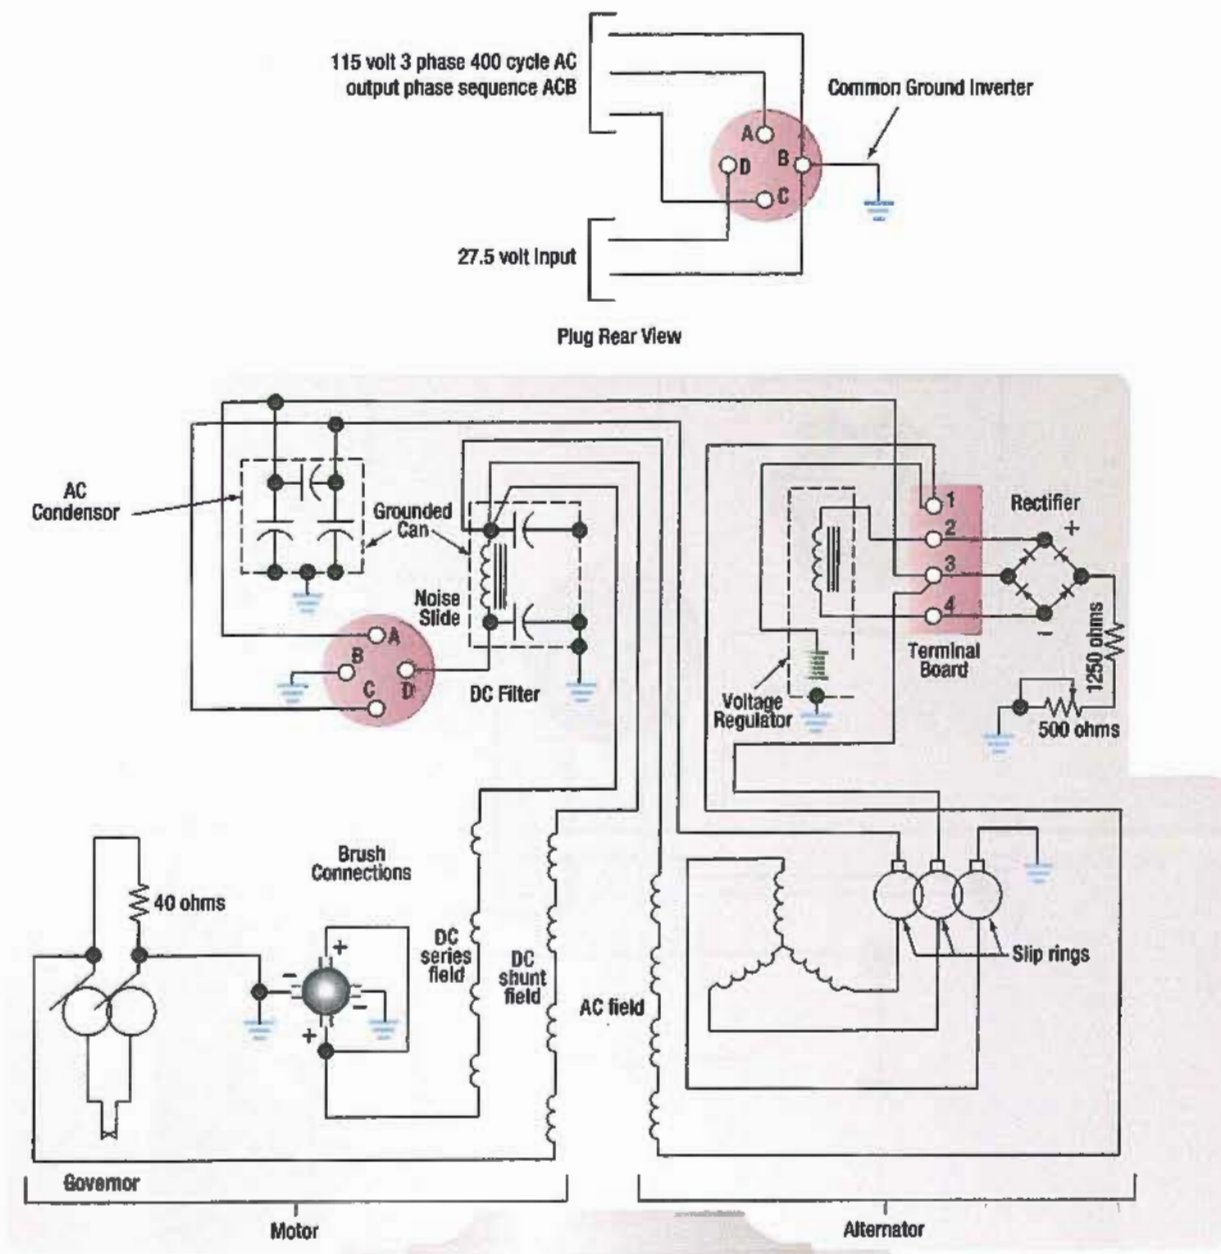 115 volt 3 phase 400 cycle AC
output phase sequence ACB
Common Ground Inverter
A
D
B
C
27.5 volt Input
Plug Rear View
AC
Condensor
Grounded
Can
Noise
Slide
DC Filter
A
B
C
D
1
2
3
4
Terminal
Board
Rectifier
+
-
1250 ohms
500 ohms
Voltage
Regulator
40 ohms
Brush
Connections
+
-
-
+
DC
series
field
DC
shunt
field
AC field
Slip rings
Governor
Motor
Alternator